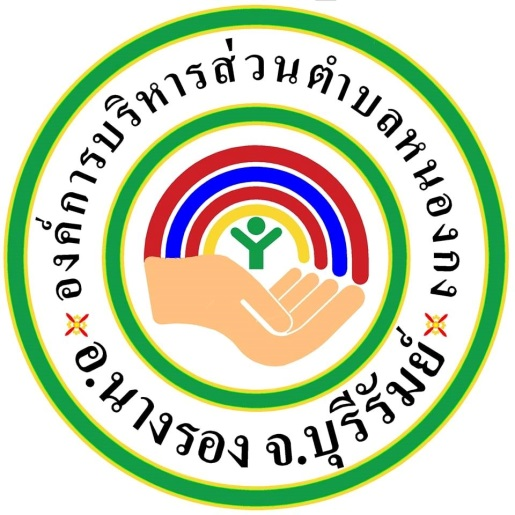 องค์การบริหารส่วนตำบลหนองกง
อ.นางรอง จ.บุรีรัมย์